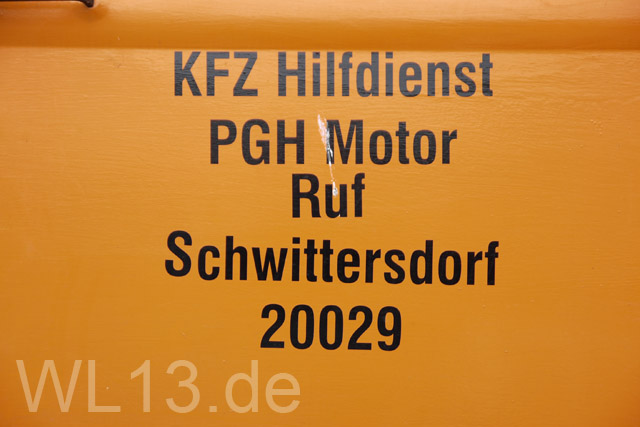 KFZ Hilfdienst
PGH Motor
Ruf
Schwittersdorf
20029
WL13.de